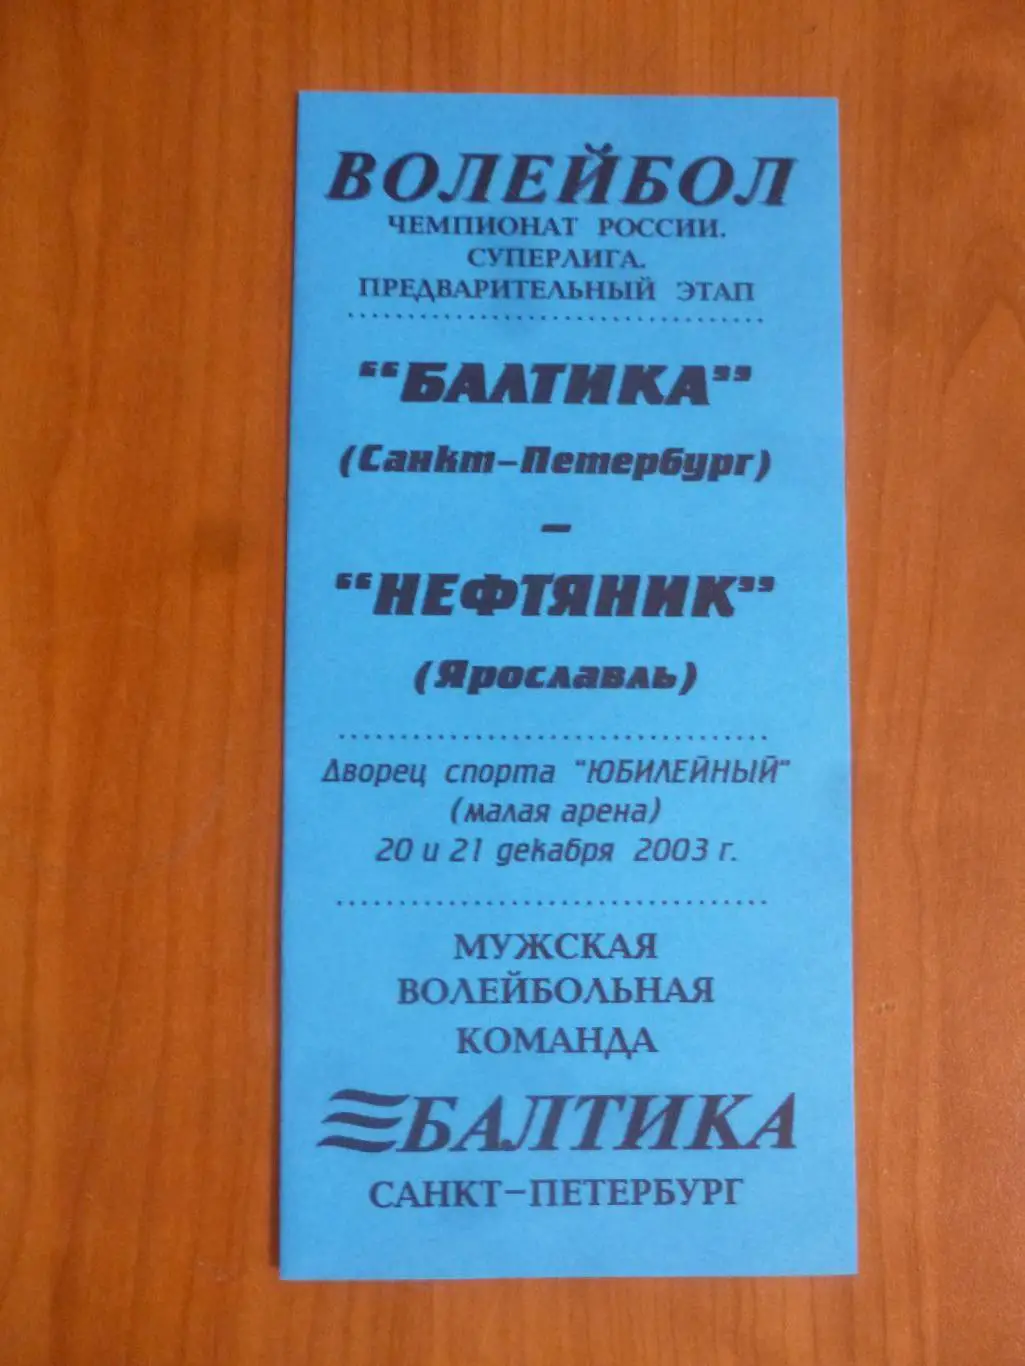 ВОЛЕЙБОЛ
ЧЕМПИОНАТ РОССИИ.
СУПЕРЛИГА.
ПРЕДВАРИТЕЛЬНЫЙ ЭТАП
“БАЛТИКА”
(Санкт-Петербург)
–
“НЕФТЯНИК”
(Ярославль)
Дворец спорта "ЮБИЛЕЙНЫЙ"
(малая арена)
20 и 21 декабря 2003 г.
МУЖСКАЯ
ВОЛЕЙБОЛЬНАЯ
КОМАНДА
БАЛТИКА
САНКТ-ПЕТЕРБУРГ